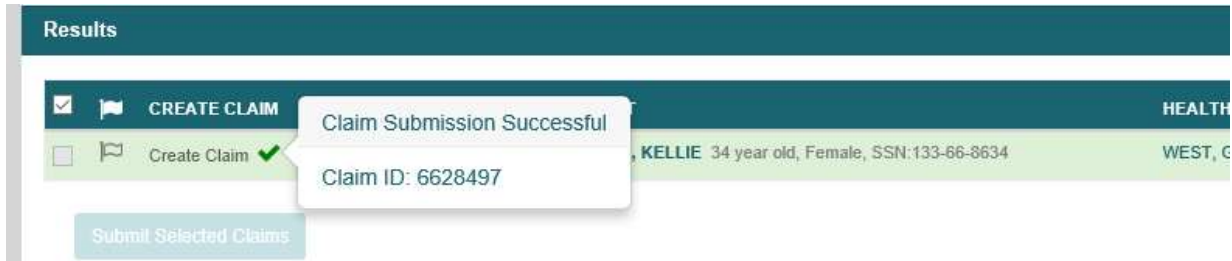 Results
CREATE CLAIM HEALTH
Claim Submission Successful
Create Claim , KELLIE 34 year old, Female, SSN:133-66-8634 WEST, G
Claim ID: 6628497
Submit Selected Claims